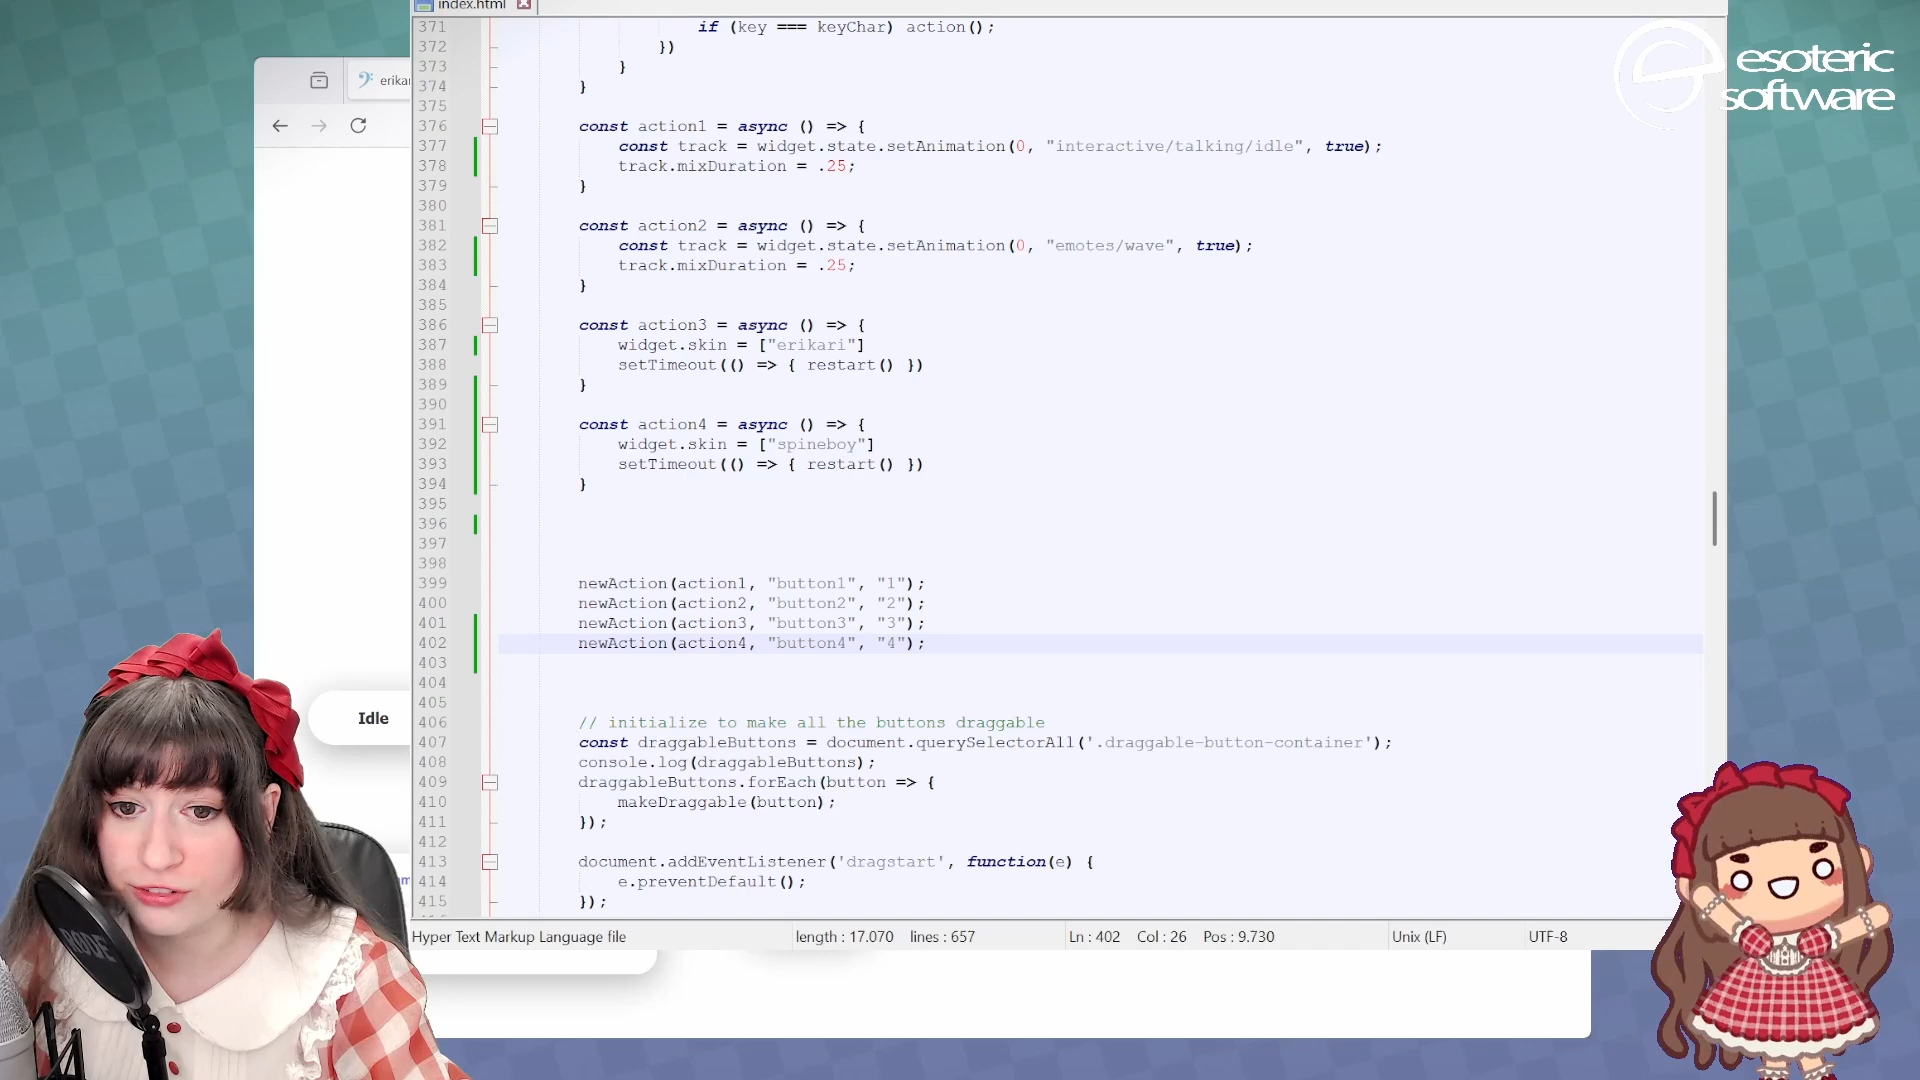 index.html
esoteric
software
erikar
371 if (key === keyChar) action();
372 })
373 }
374 }
375
376 const action1 = async () => {
377 const track = widget.state.setAnimation(0, "interactive/talking/idle", true);
378 track.mixDuration = .25;
379 }
380
381 const action2 = async () => {
382 const track = widget.state.setAnimation(0, "emotes/wave", true);
383 track.mixDuration = .25;
384 }
385
386 const action3 = async () => {
387 widget.skin = ["erikari"]
388 setTimeout(() => { restart() })
389 }
390
391 const action4 = async () => {
392 widget.skin = ["spineboy"]
393 setTimeout(() => { restart() })
394 }
395
396
397
398
399 newAction(action1, "button1", "1");
400 newAction(action2, "button2", "2");
401 newAction(action3, "button3", "3");
402 newAction(action4, "button4", "4");
403
404
405
406 // initialize to make all the buttons draggable
407 const draggableButtons = document.querySelectorAll('.draggable-button-container');
408 console.log(draggableButtons);
409 draggableButtons.forEach(button => {
410 makeDraggable(button);
411 });
412
413 document.addEventListener('dragstart', function(e) {
414 e.preventDefault();
415 });
Idle
RODE
Hyper Text Markup Language file length : 17.070 lines : 657 Ln : 402 Col : 26 Pos : 9.730 Unix (LF) UTF-8